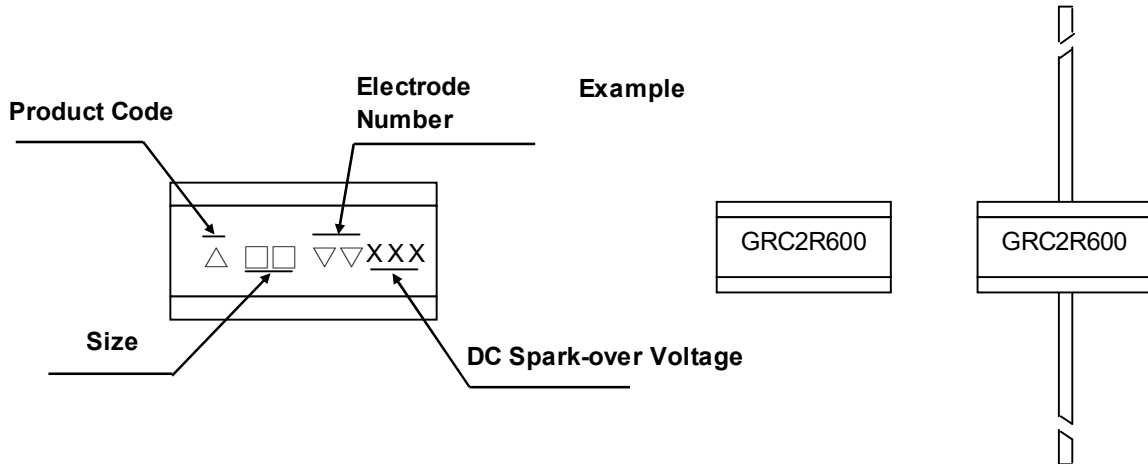 Product Code
Electrode
Number
Example
△ □□ ▽▽XXX
GRC2R600
GRC2R600
Size
DC Spark-over Voltage